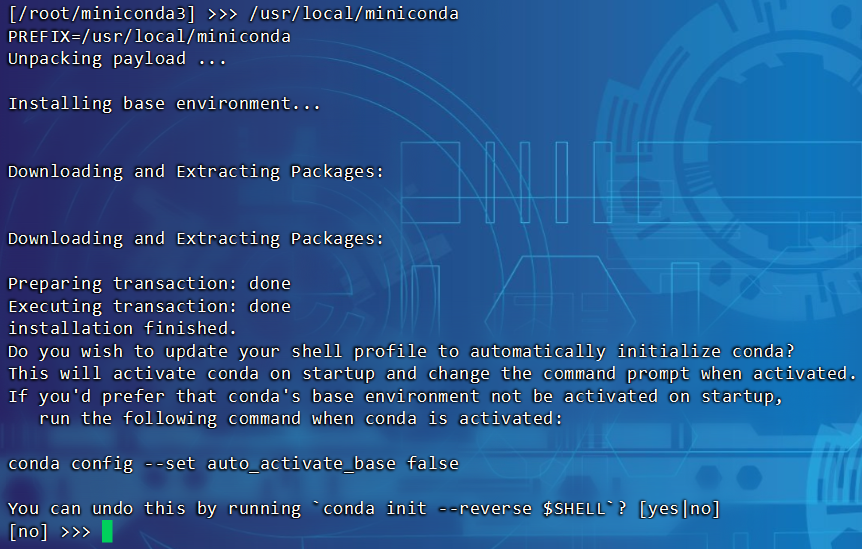 [/root/miniconda3] >>> /usr/local/miniconda
PREFIX=/usr/local/miniconda
Unpacking payload ...
Installing base environment...
Downloading and Extracting Packages:
Downloading and Extracting Packages:
Preparing transaction: done
Executing transaction: done
installation finished.
Do you wish to update your shell profile to automatically initialize conda?
This will activate conda on startup and change the command prompt when activated.
If you'd prefer that conda's base environment not be activated on startup,
   run the following command when conda is activated:
conda config --set auto_activate_base false
You can undo this by running `conda init --reverse $SHELL`? [yes|no]
[no] >>>